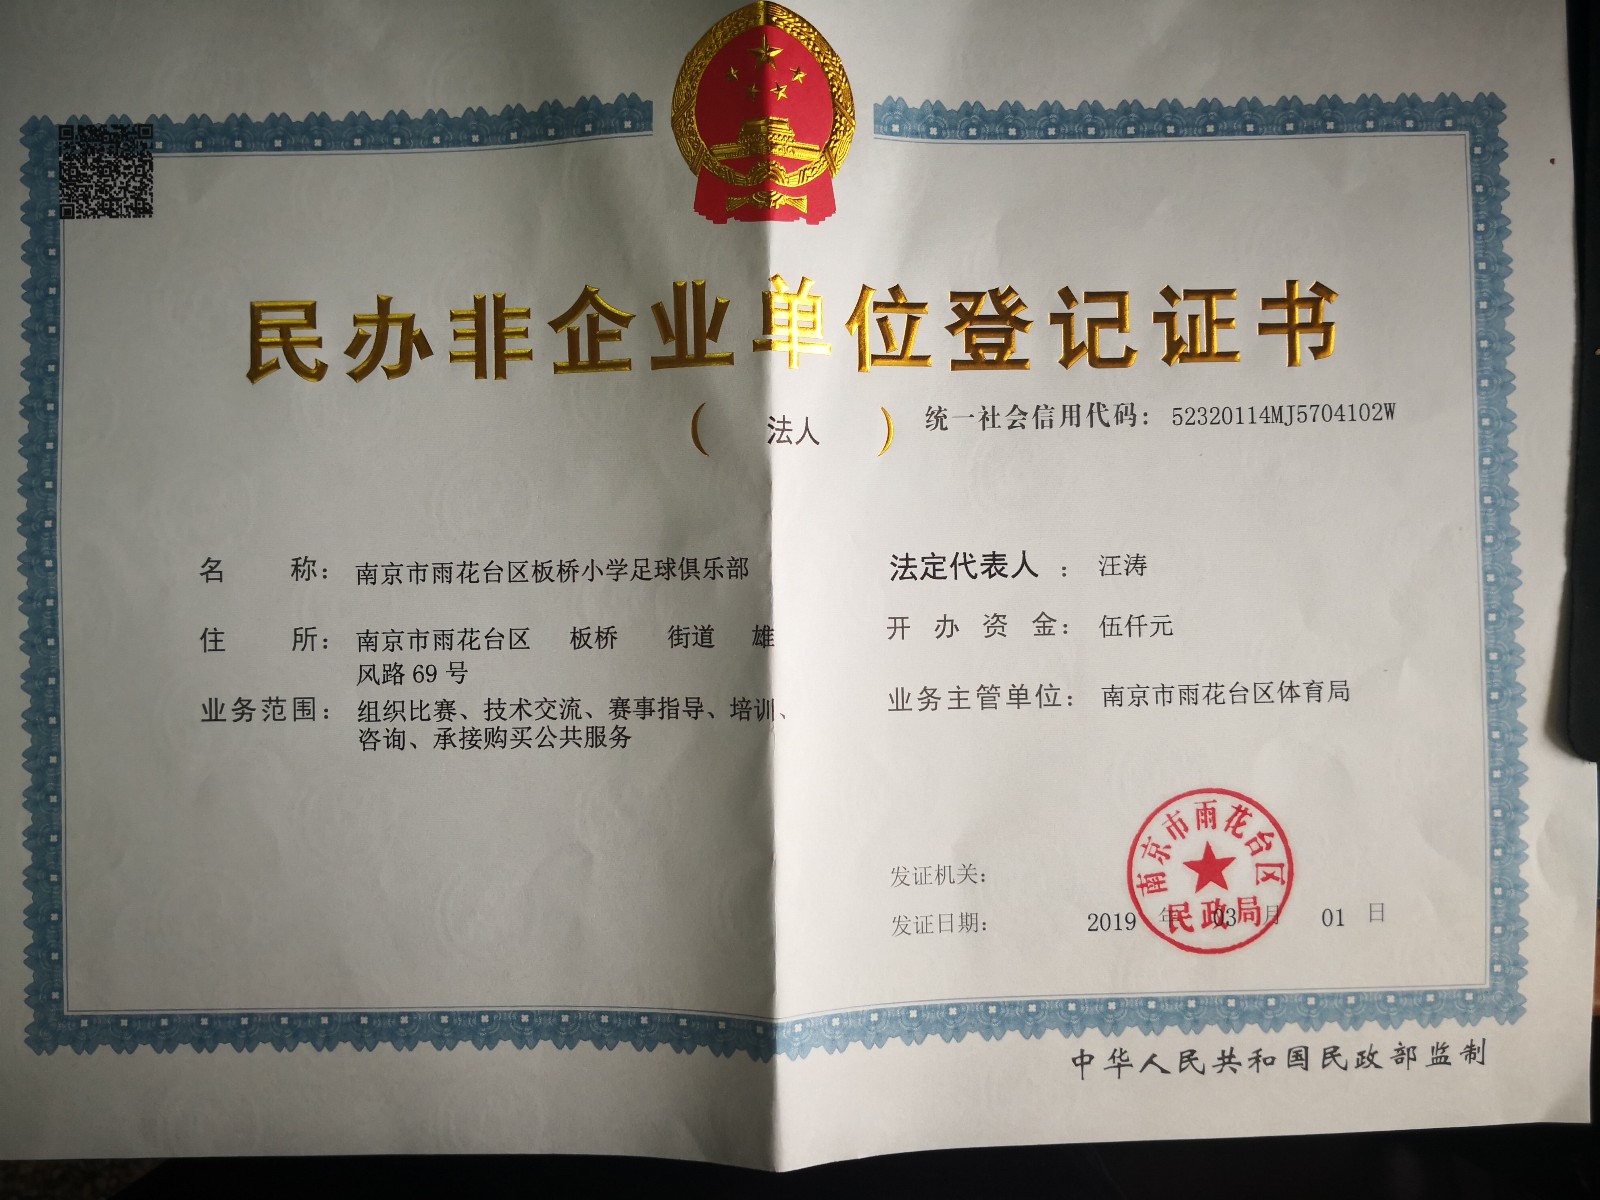 民办非企业单位登记证书
（ 法人 ）
统一社会信用代码： 52320114MJ5704102W
名 称： 南京市雨花台区板桥小学足球俱乐部
住 所： 南京市雨花台区 板桥 街道 雄
风路 69 号
业务范围： 组织比赛、技术交流、赛事指导、培训、
咨询、承接购买公共服务
法定代表人 ： 汪涛
开 办 资 金： 伍仟元
业务主管单位： 南京市雨花台区体育局
发证机关：
南京市雨花台区
民政局
发证日期： 2019 年 03 月 01 日
中华人民共和国民政部监制